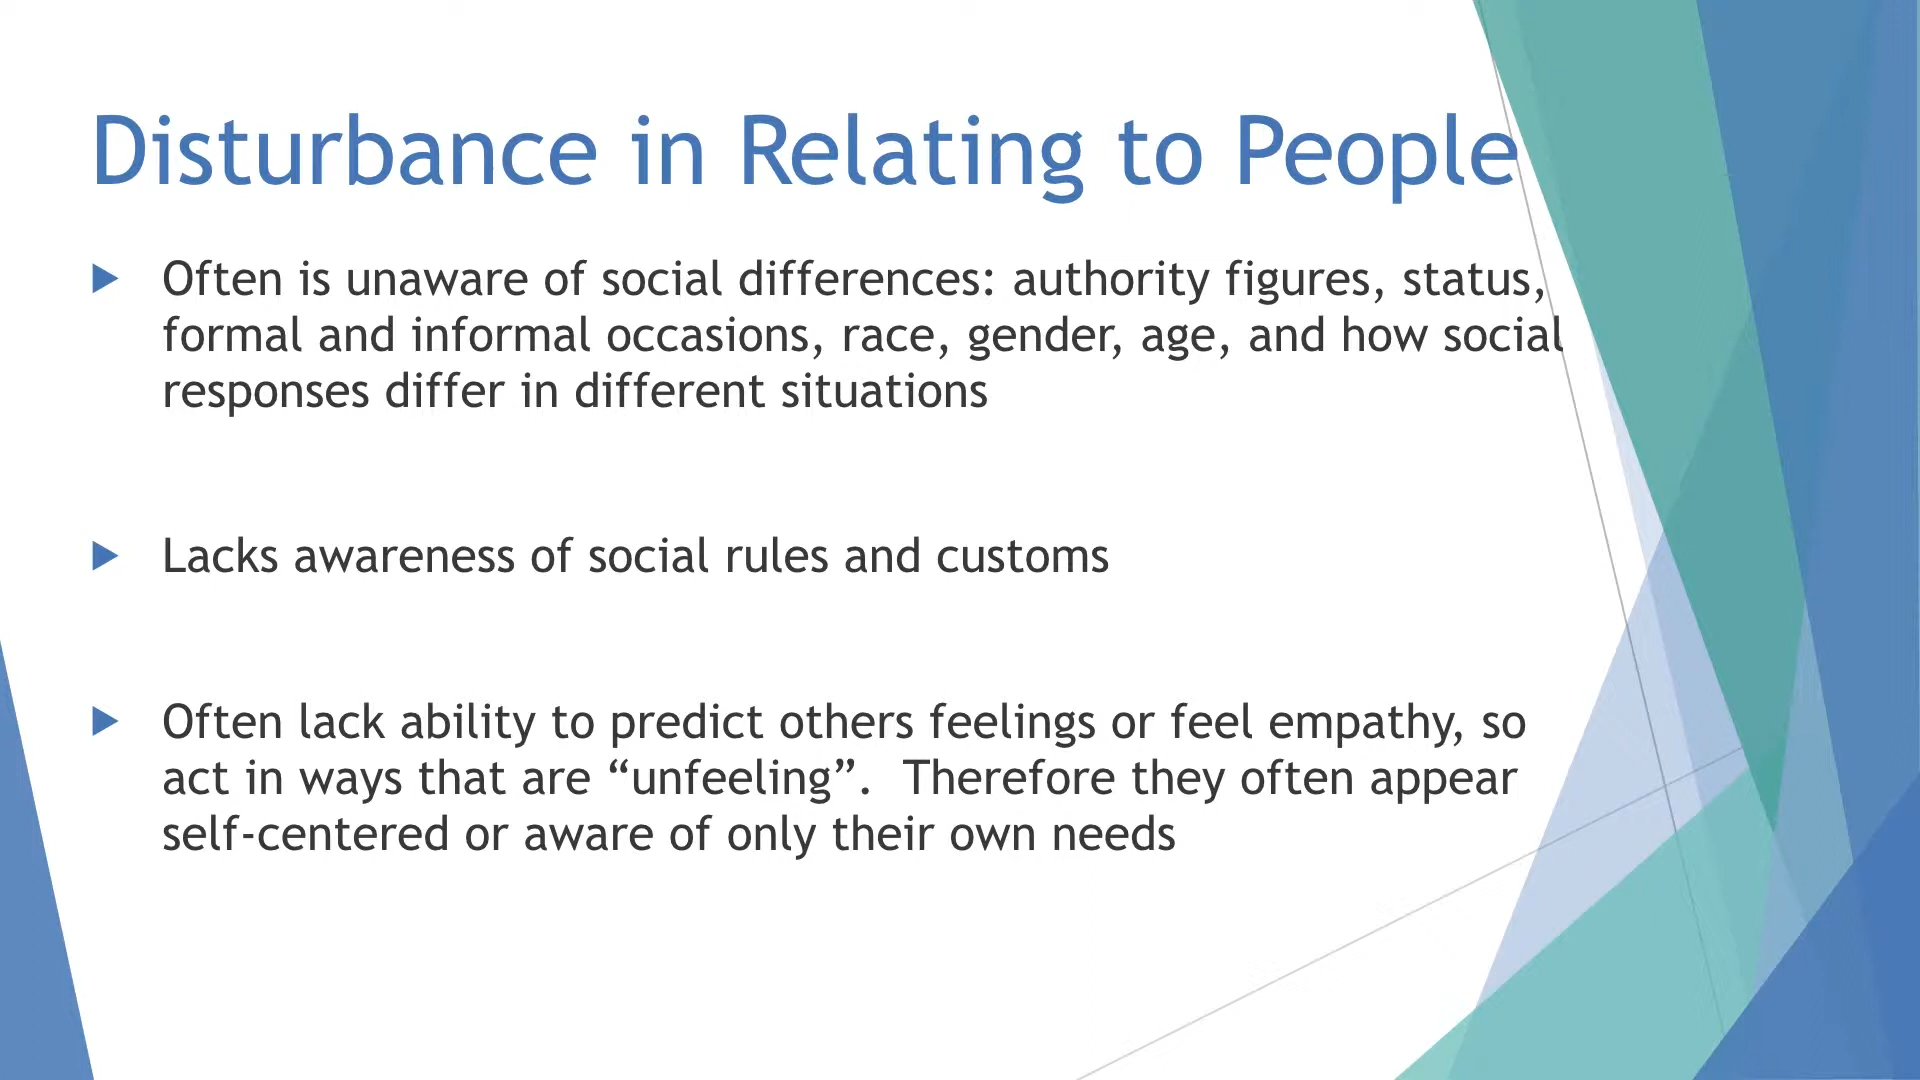 Disturbance in Relating to People
Often is unaware of social differences: authority figures, status,
formal and informal occasions, race, gender, age, and how social
responses differ in different situations
Lacks awareness of social rules and customs
Often lack ability to predict others feelings or feel empathy, so
act in ways that are “unfeeling”.  Therefore they often appear
self-centered or aware of only their own needs